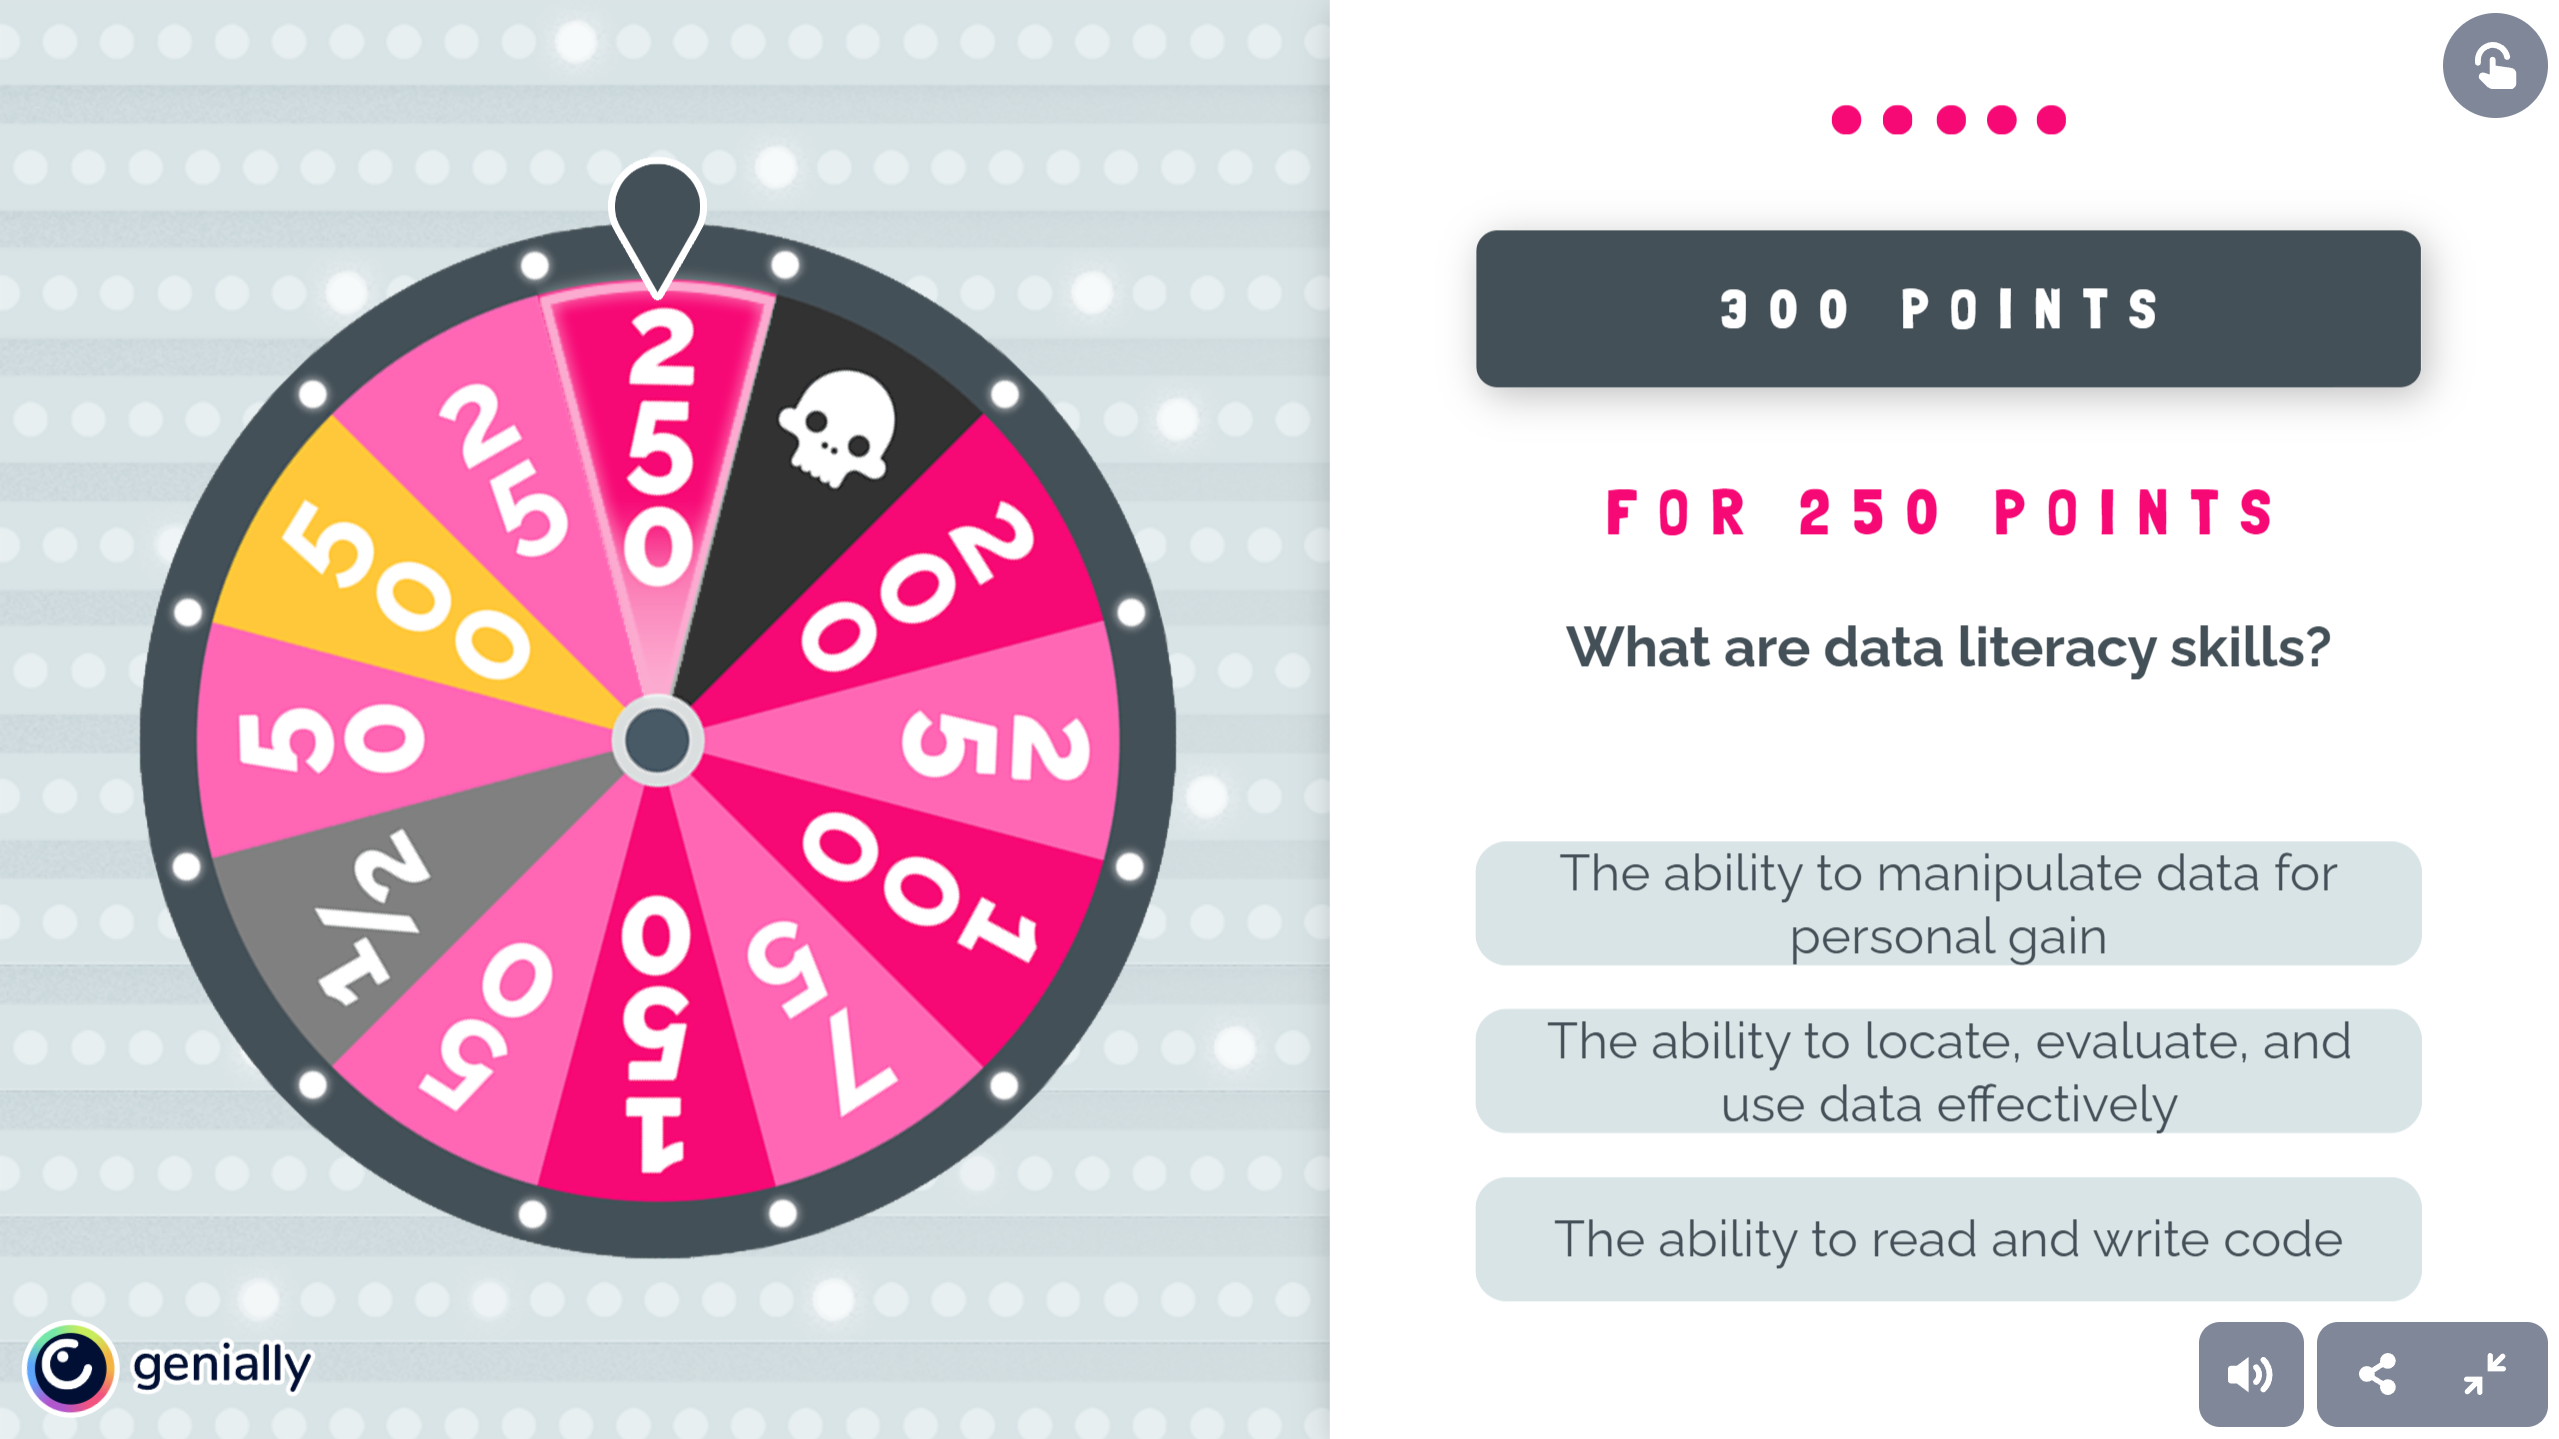 250
200
25
100
75
150
50
1/2
50
500
25
genially
300 POINTS
FOR 250 POINTS
What are data literacy skills?
The ability to manipulate data for
personal gain
The ability to locate, evaluate, and
use data effectively
The ability to read and write code